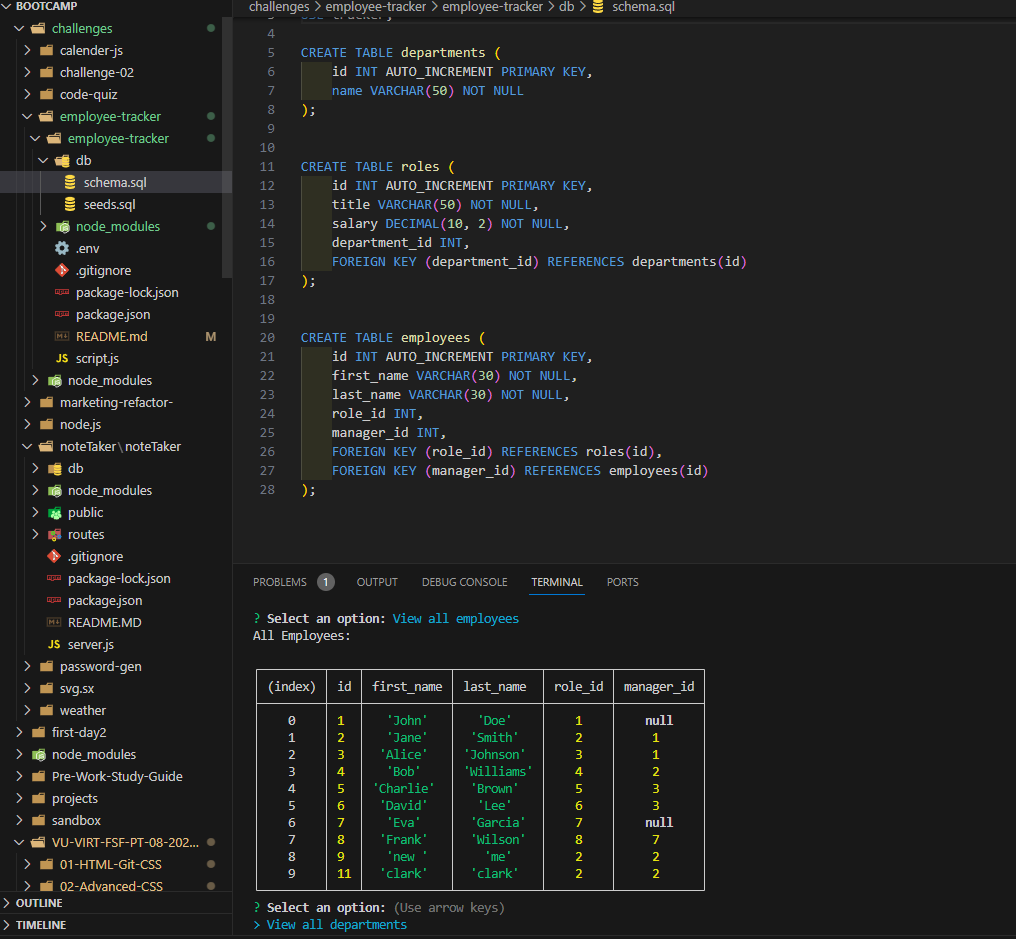 BOOTCAMP
challenges
calender-js
challenge-02
code-quiz
employee-tracker
employee-tracker
db
schema.sql
seeds.sql
node_modules
.env
.gitignore
package-lock.json
package.json
README.md M
JS script.js
node_modules
marketing-refactor-
node.js
noteTaker\noteTaker
db
node_modules
public
routes
.gitignore
package-lock.json
package.json
README.MD
JS server.js
password-gen
svg.sx
weather
first-day2
node_modules
Pre-Work-Study-Guide
projects
sandbox
VU-VIRT-FSF-PT-08-202...
01-HTML-Git-CSS
02-Advanced-CSS
OUTLINE
TIMELINE
challenges > employee-tracker > employee-tracker > db > schema.sql
3 use tracker;
4
5 CREATE TABLE departments (
6 id INT AUTO_INCREMENT PRIMARY KEY,
7 name VARCHAR(50) NOT NULL
8 );
9
10
11 CREATE TABLE roles (
12 id INT AUTO_INCREMENT PRIMARY KEY,
13 title VARCHAR(50) NOT NULL,
14 salary DECIMAL(10, 2) NOT NULL,
15 department_id INT,
16 FOREIGN KEY (department_id) REFERENCES departments(id)
17 );
18
19
20 CREATE TABLE employees (
21 id INT AUTO_INCREMENT PRIMARY KEY,
22 first_name VARCHAR(30) NOT NULL,
23 last_name VARCHAR(30) NOT NULL,
24 role_id INT,
25 manager_id INT,
26 FOREIGN KEY (role_id) REFERENCES roles(id),
27 FOREIGN KEY (manager_id) REFERENCES employees(id)
28 );
PROBLEMS 1 OUTPUT DEBUG CONSOLE TERMINAL PORTS
? Select an option: View all employees
All Employees:
(index) id first_name last_name role_id manager_id
0 1 'John' 'Doe' 1 null
1 2 'Jane' 'Smith' 2 1
2 3 'Alice' 'Johnson' 3 1
3 4 'Bob' 'Williams' 4 2
4 5 'Charlie' 'Brown' 5 3
5 6 'David' 'Lee' 6 3
6 7 'Eva' 'Garcia' 7 null
7 8 'Frank' 'Wilson' 8 7
8 9 'new ' 'me' 2 2
9 11 'clark' 'clark' 2 2
? Select an option: (Use arrow keys)
> View all departments